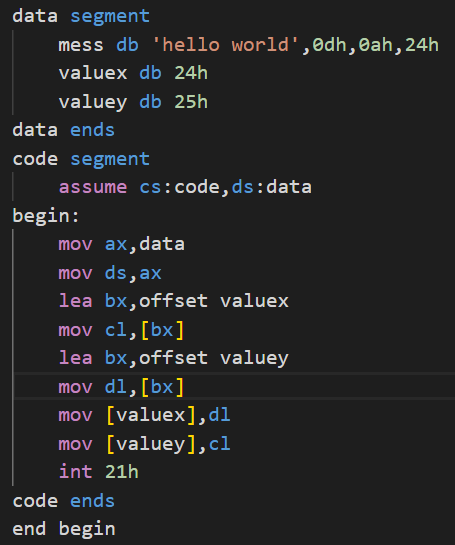 data segment
    mess db 'hello world',0dh,0ah,24h
    valuex db 24h
    valuey db 25h
data ends
code segment
    assume cs:code,ds:data
begin:
    mov ax,data
    mov ds,ax
    lea bx,offset valuex
    mov cl,[bx]
    lea bx,offset valuey
    mov dl,[bx]
    mov [valuex],dl
    mov [valuey],cl
    int 21h
code ends
end begin